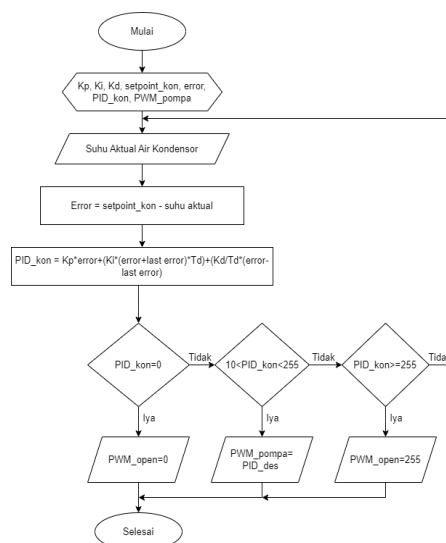 Mulai
Kp, Ki, Kd, setpoint_kon, error,
PID_kon, PWM_pompa
Suhu Aktual Air Kondensor
Error = setpoint_kon - suhu aktual
PID_kon = Kp*error+(Ki*(error+last error)*Td)+(Kd/Td*(error-
last error)
PID_kon=0
Tidak
10<PID_kon<255
Tidak
PID_kon>=255
Tidak
Iya
Iya
Iya
PWM_open=0
PWM_pompa=
PID_des
PWM_open=255
Selesai